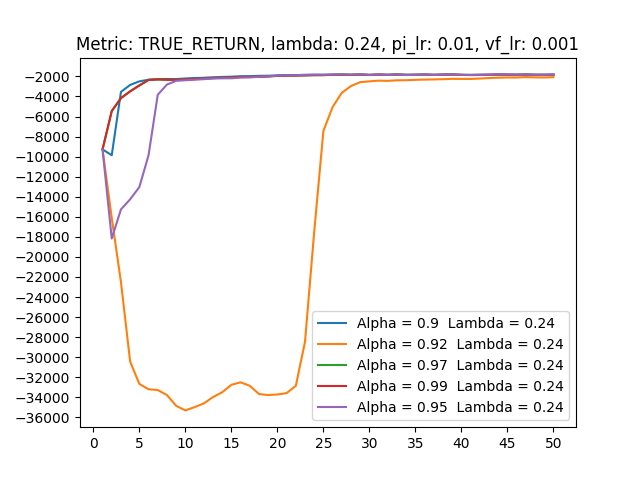 Metric: TRUE_RETURN, lambda: 0.24, pi_lr: 0.01, vf_lr: 0.001
−2000
−4000
−6000
−8000
−10000
−12000
−14000
−16000
−18000
−20000
−22000
−24000
−26000
−28000
−30000
−32000
−34000
−36000
Alpha = 0.9 Lambda = 0.24
Alpha = 0.92 Lambda = 0.24
Alpha = 0.97 Lambda = 0.24
Alpha = 0.99 Lambda = 0.24
Alpha = 0.95 Lambda = 0.24
0 5 10 15 20 25 30 35 40 45 50